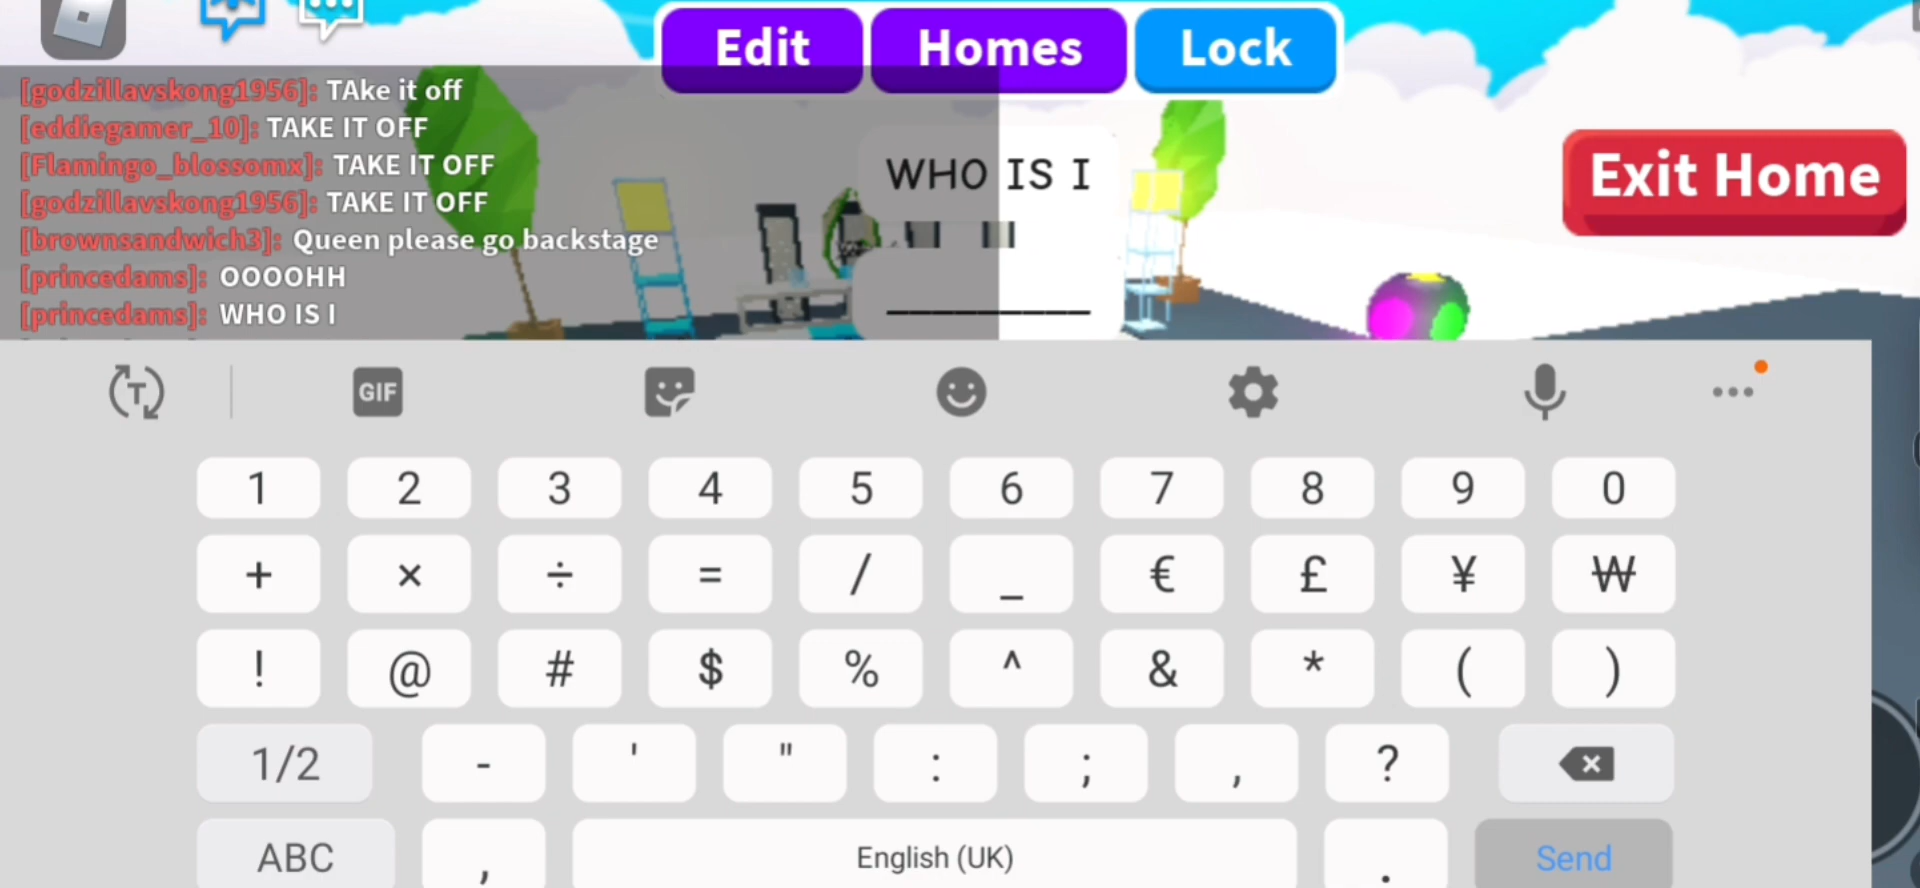 Edit Homes Lock
[godzillavskong1956]: TAke it off
[eddiegamer_10]: TAKE IT OFF
[Flamingo_blossomx]: TAKE IT OFF
[godzillavskong1956]: TAKE IT OFF
[brownsandwich3]: Queen please go backstage
[princedams]: OOOOHH
[princedams]: WHO IS I
WHO IS I
_________
Exit Home
T GIF
1 2 3 4 5 6 7 8 9 0
+ × ÷ = / _ € £ ¥ ₩
! @ # $ % ^ & * ( )
1/2 - ' " : ; , ?
ABC , English (UK) . Send